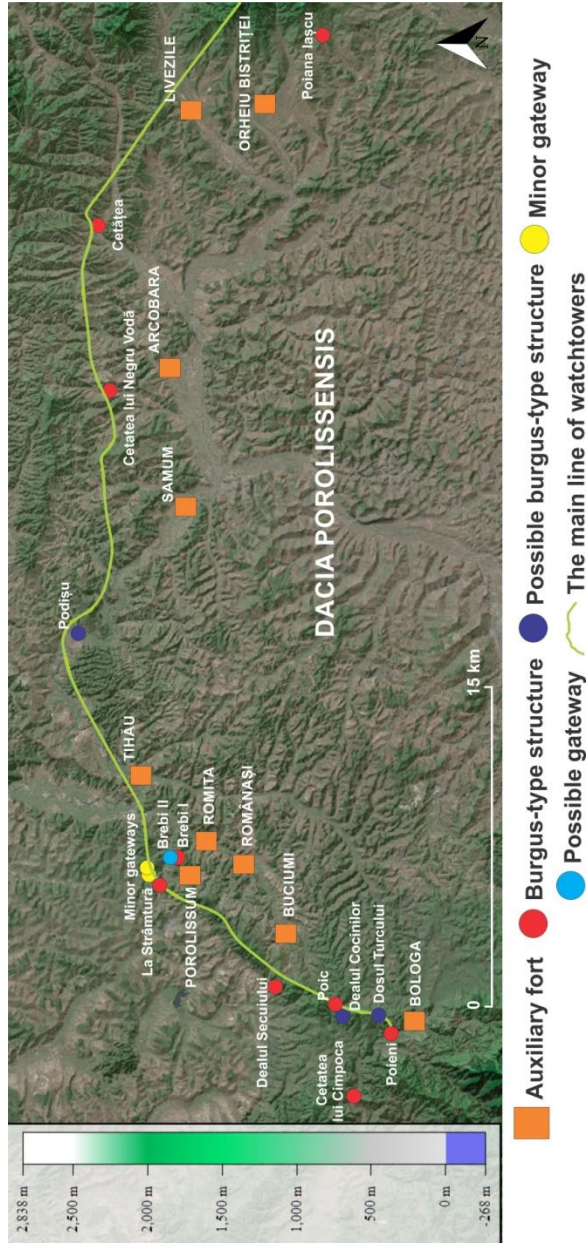 2,838 m
2,500 m
2,000 m
1,500 m
1,000 m
500 m
0 m
-268 m
N
LIVEZILE
ORHEIU BISTRIȚEI
Poiana Iașcu
Cetățea
ARCOBARA
Cetatea lui Negru Vodă
SAMUM
DACIA POROLISSENSIS
Podișu
TIHĂU
Minor gateways
La Strâmtură
Brebi II
Brebi I
POROLISSUM
ROMITA
ROMÂNAȘI
BUCIUMI
Dealul Secuiului
Poic
Dealul Cocinilor
Dosul Turcului
Cetatea
lui Cimpoca
Poieni
BOLOGA
0
15 km
Auxiliary fort
Burgus-type structure
Possible burgus-type structure
Minor gateway
Possible gateway
The main line of watchtowers